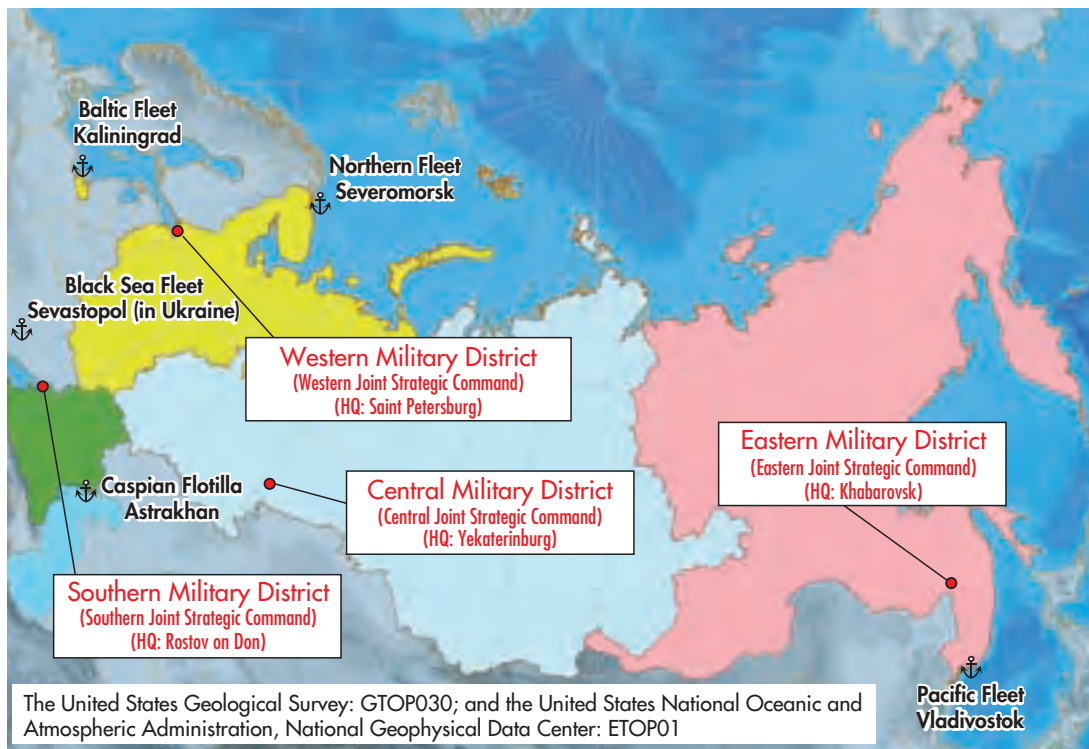 Baltic Fleet
Kaliningrad
Northern Fleet
Severomorsk
Black Sea Fleet
Sevastopol (in Ukraine)
Western Military District
(Western Joint Strategic Command)
(HQ: Saint Petersburg)
Eastern Military District
(Eastern Joint Strategic Command)
(HQ: Khabarovsk)
Caspian Flotilla
Astrakhan
Central Military District
(Central Joint Strategic Command)
(HQ: Yekaterinburg)
Southern Military District
(Southern Joint Strategic Command)
(HQ: Rostov on Don)
Pacific Fleet
Vladivostok
The United States Geological Survey: GTOP030; and the United States National Oceanic and
Atmospheric Administration, National Geophysical Data Center: ETOP01